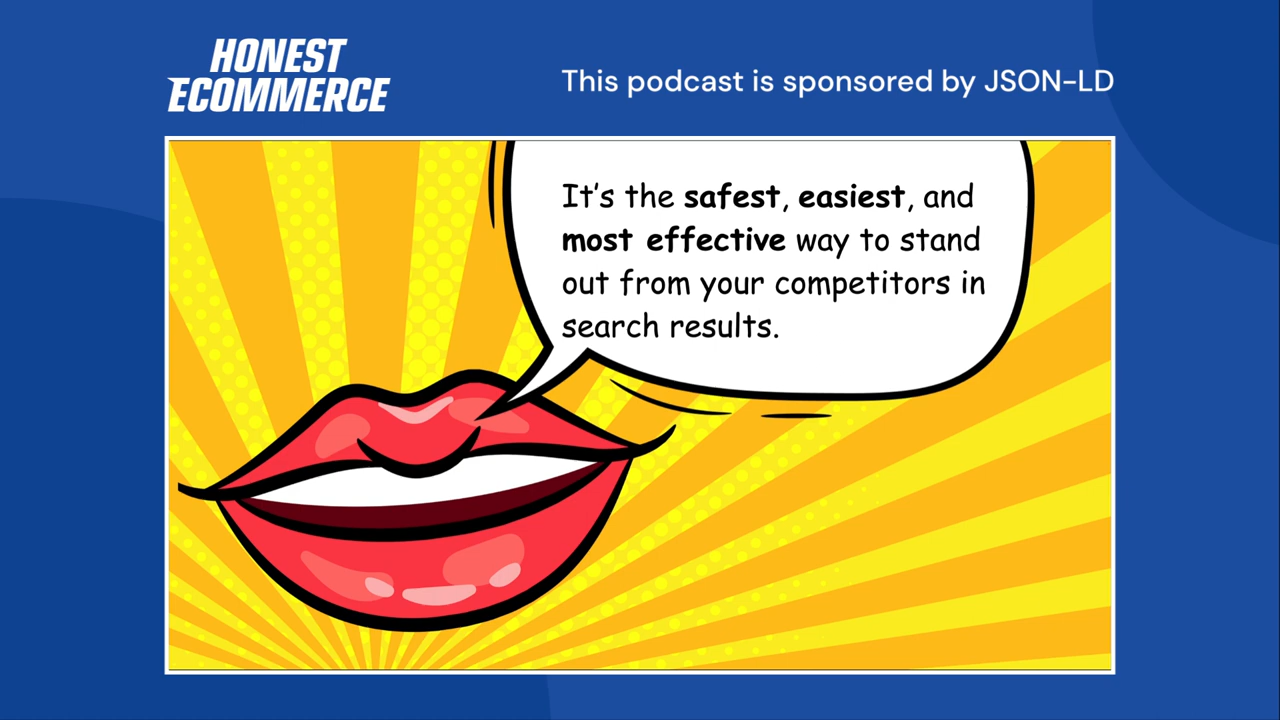 HONEST
ECOMMERCE
This podcast is sponsored by JSON-LD
It's the safest, easiest, and
most effective way to stand
out from your competitors in
search results.